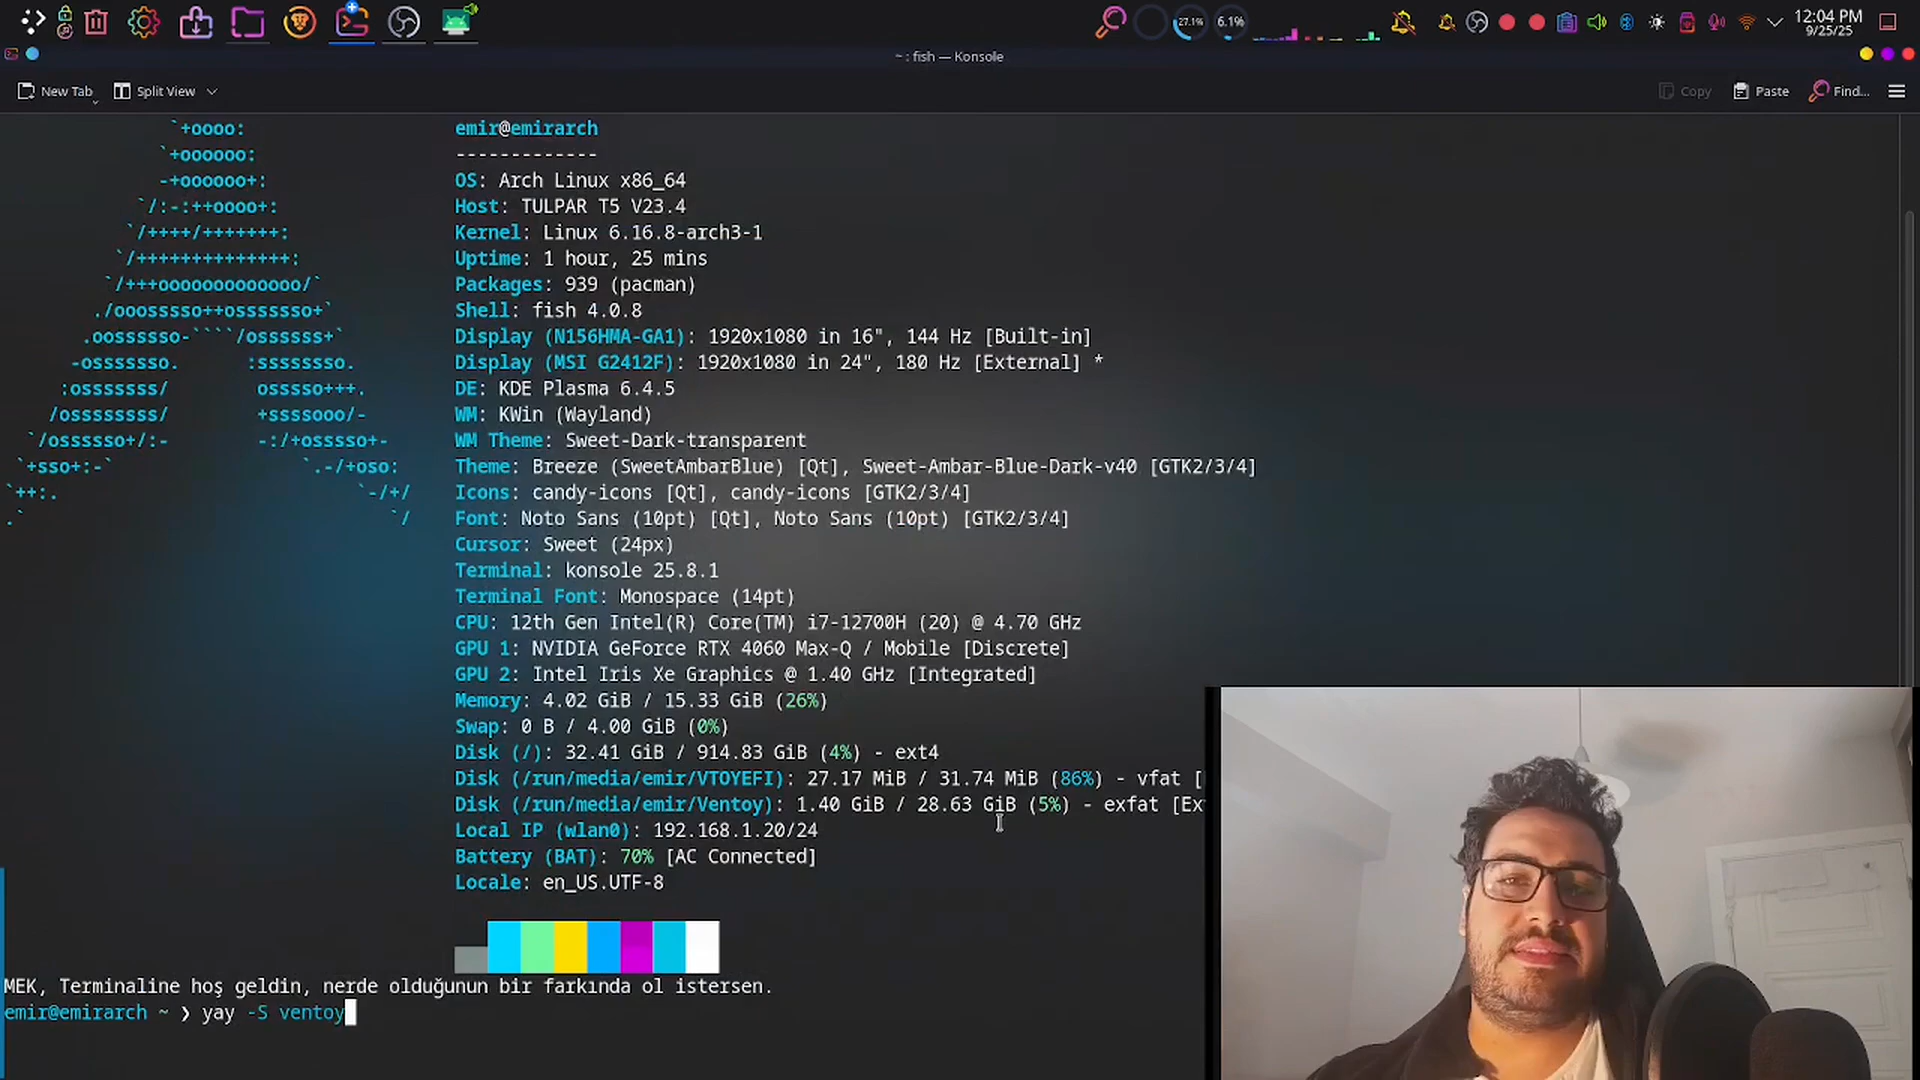 27.1%
6.1%
12:04 PM
9/25/25
~ : fish — Konsole
New Tab
Split View
Copy
Paste
Find...
emir@emirarch
-------------
OS: Arch Linux x86_64
Host: TULPAR T5 V23.4
Kernel: Linux 6.16.8-arch3-1
Uptime: 1 hour, 25 mins
Packages: 939 (pacman)
Shell: fish 4.0.8
Display (N156HMA-GA1): 1920x1080 in 16", 144 Hz [Built-in]
Display (MSI G2412F): 1920x1080 in 24", 180 Hz [External] *
DE: KDE Plasma 6.4.5
WM: KWin (Wayland)
WM Theme: Sweet-Dark-transparent
Theme: Breeze (SweetAmbarBlue) [Qt], Sweet-Ambar-Blue-Dark-v40 [GTK2/3/4]
Icons: candy-icons [Qt], candy-icons [GTK2/3/4]
Font: Noto Sans (10pt) [Qt], Noto Sans (10pt) [GTK2/3/4]
Cursor: Sweet (24px)
Terminal: konsole 25.8.1
Terminal Font: Monospace (14pt)
CPU: 12th Gen Intel(R) Core(TM) i7-12700H (20) @ 4.70 GHz
GPU 1: NVIDIA GeForce RTX 4060 Max-Q / Mobile [Discrete]
GPU 2: Intel Iris Xe Graphics @ 1.40 GHz [Integrated]
Memory: 4.02 GiB / 15.33 GiB (26%)
Swap: 0 B / 4.00 GiB (0%)
Disk (/): 32.41 GiB / 914.83 GiB (4%) - ext4
Disk (/run/media/emir/VTOYEFI): 27.17 MiB / 31.74 MiB (86%) - vfat [
Disk (/run/media/emir/Ventoy): 1.40 GiB / 28.63 GiB (5%) - exfat [Ex
Local IP (wlan0): 192.168.1.20/24
Battery (BAT): 70% [AC Connected]
Locale: en_US.UTF-8
MEK, Terminaline hoş geldin, nerde olduğunun bir farkında ol istersen.
emir@emirarch ~ ❯ yay -S ventoy